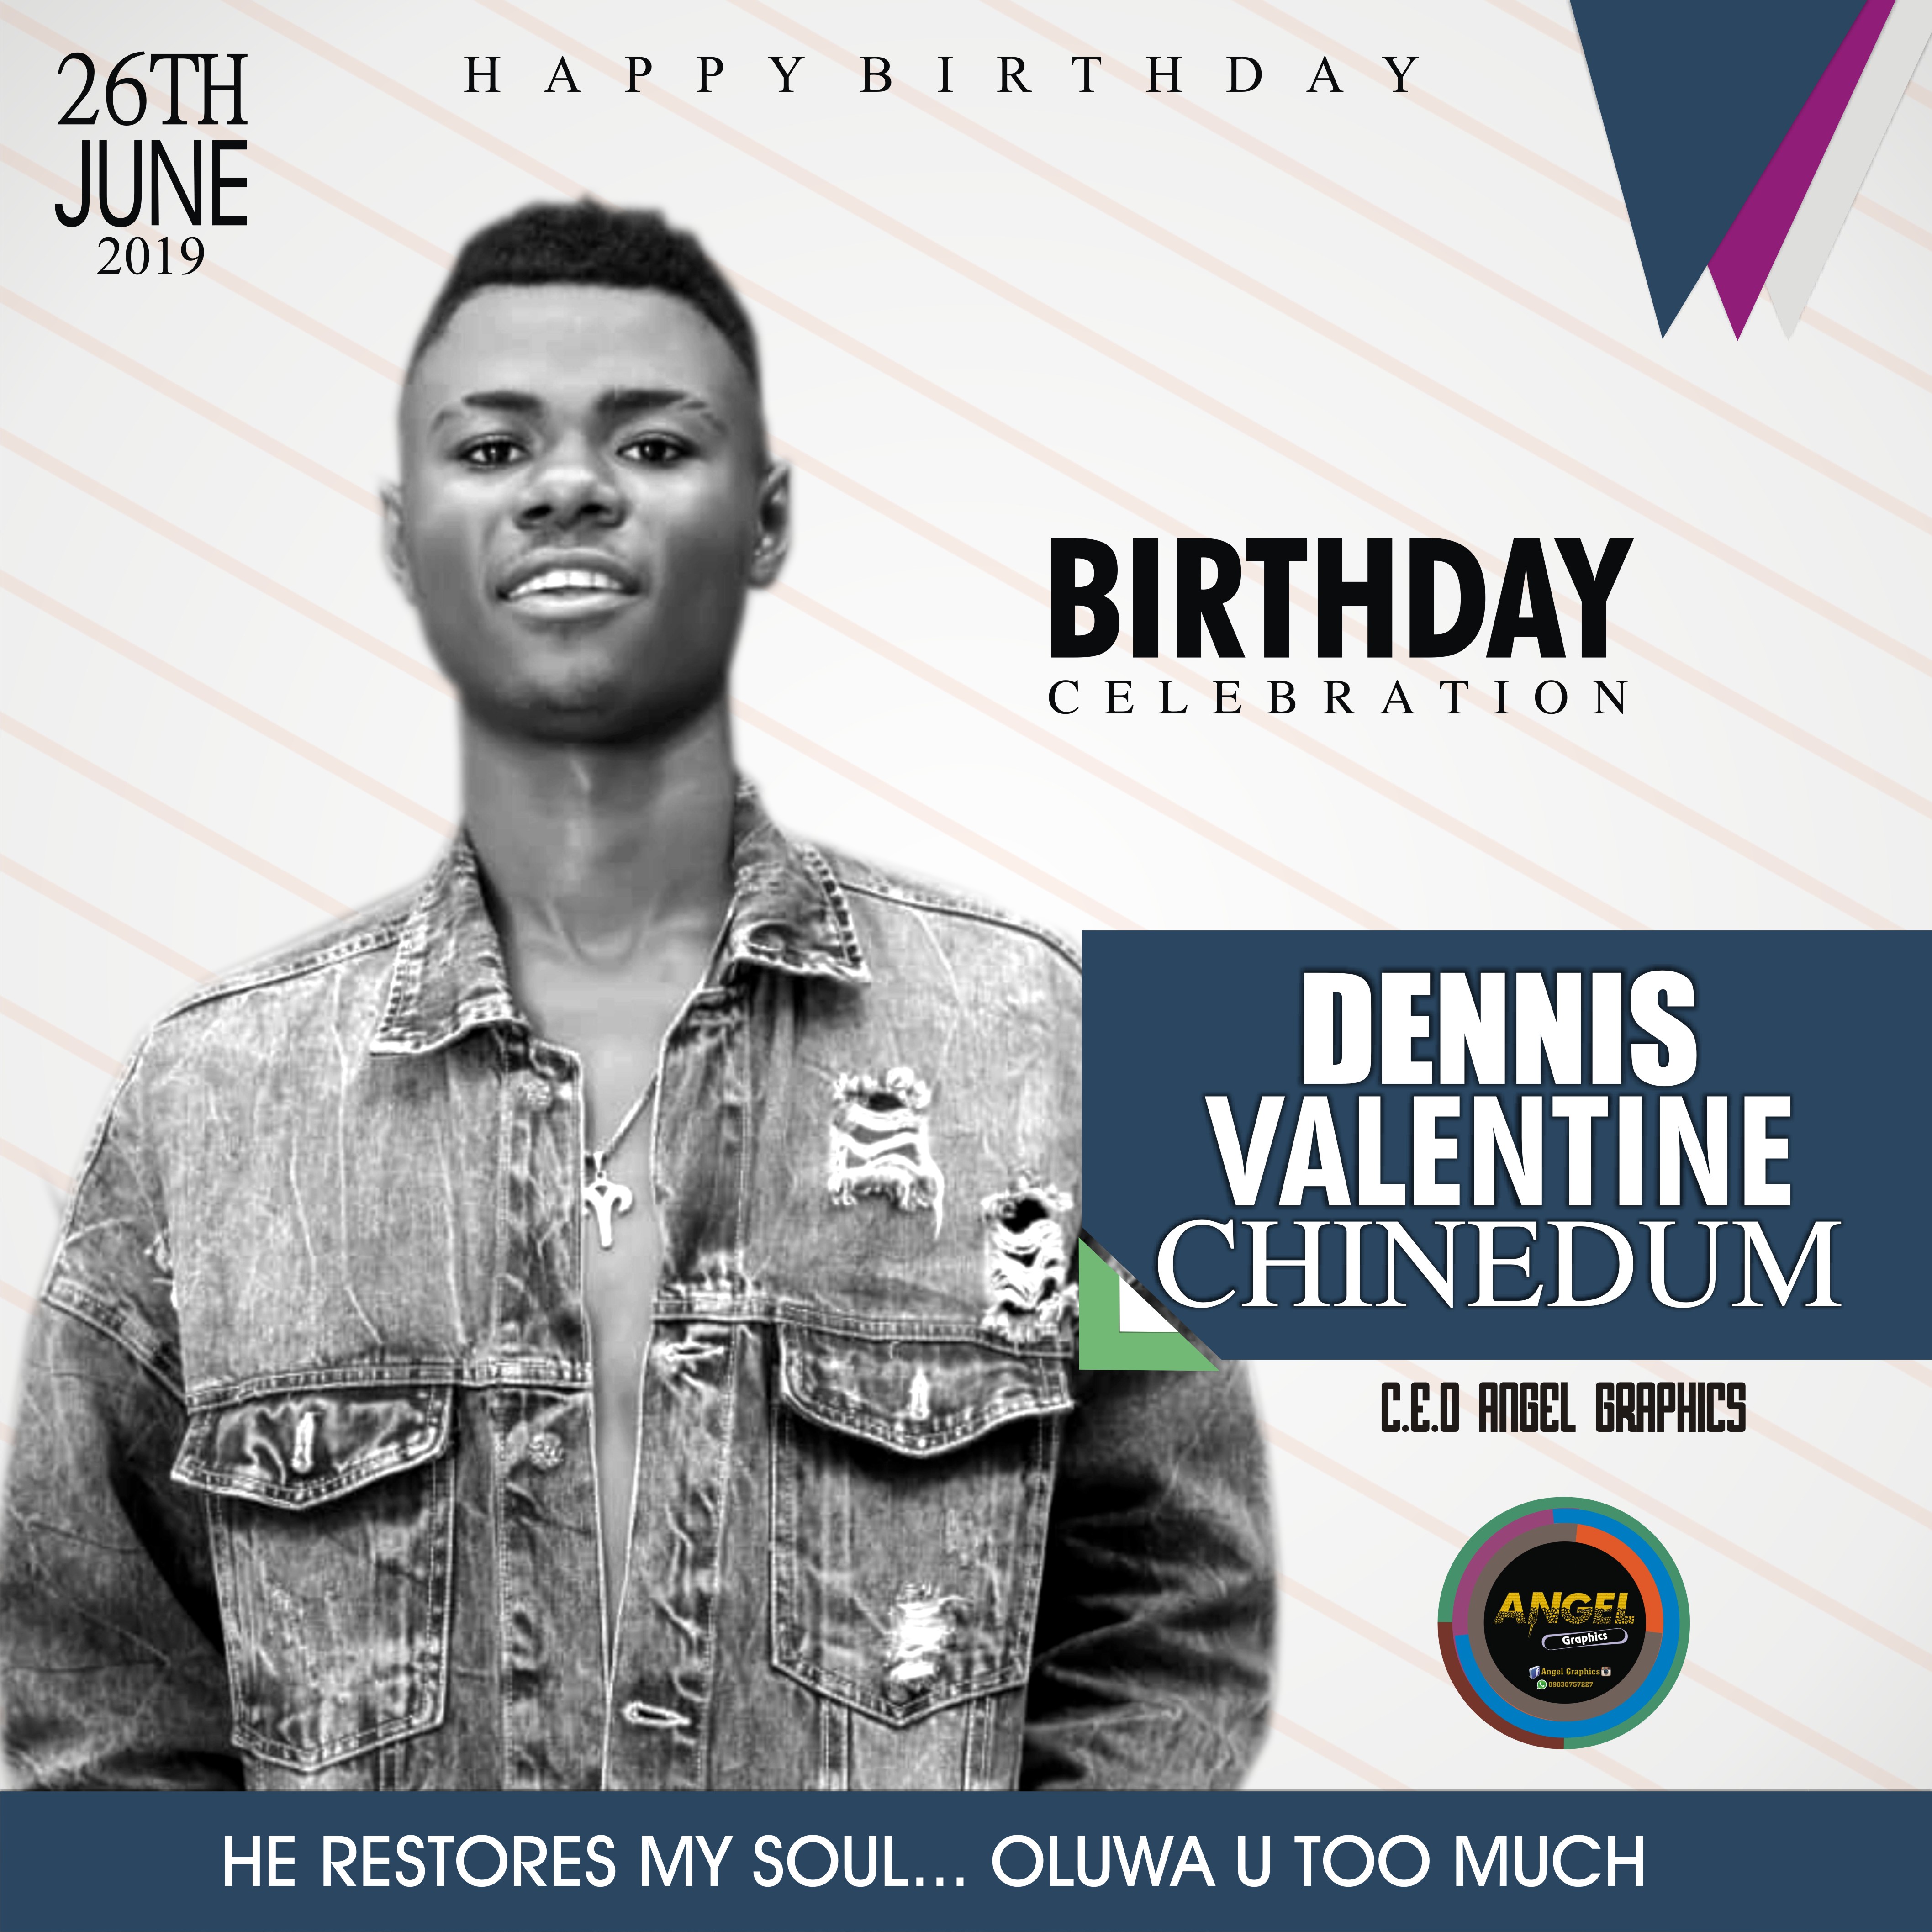 26TH
JUNE
2019
HAPPY BIRTHDAY
BIRTHDAY
CELEBRATION
DENNIS
VALENTINE
CHINEDUM
C.E.O ANGEL GRAPHICS
ANGEL
Graphics
Angel Graphics
09030757227
HE RESTORES MY SOUL... OLUWA U TOO MUCH